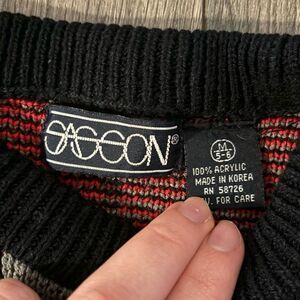 SAGGON®
M
5-6
100% ACRYLIC
MADE IN KOREA
RN 58726
FOR CARE